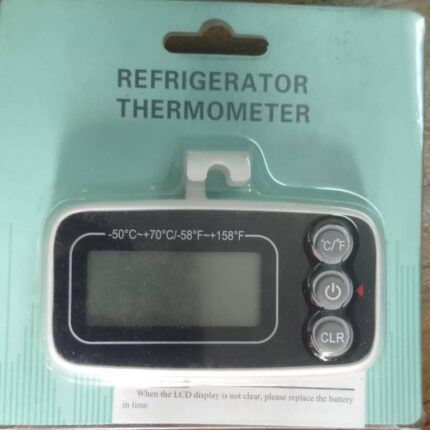 REFRIGERATOR
THERMOMETER
-50°C~+70°C/-58°F~+158°F
°C/°F
CLR
When the LCD display is not clear, please replace the battery
in time.